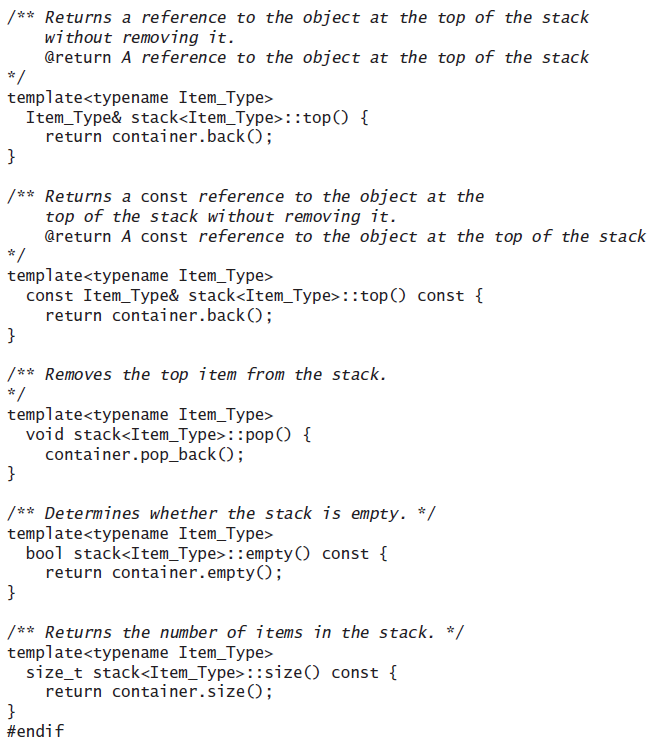 /** Returns a reference to the object at the top of the stack
    without removing it.
    @return A reference to the object at the top of the stack
*/
template<typename Item_Type>
  Item_Type& stack<Item_Type>::top() {
    return container.back();
}

/** Returns a const reference to the object at the
    top of the stack without removing it.
    @return A const reference to the object at the top of the stack
*/
template<typename Item_Type>
  const Item_Type& stack<Item_Type>::top() const {
    return container.back();
}

/** Removes the top item from the stack.
*/
template<typename Item_Type>
  void stack<Item_Type>::pop() {
    container.pop_back();
}

/** Determines whether the stack is empty. */
template<typename Item_Type>
  bool stack<Item_Type>::empty() const {
    return container.empty();
}

/** Returns the number of items in the stack. */
template<typename Item_Type>
  size_t stack<Item_Type>::size() const {
    return container.size();
}
#endif